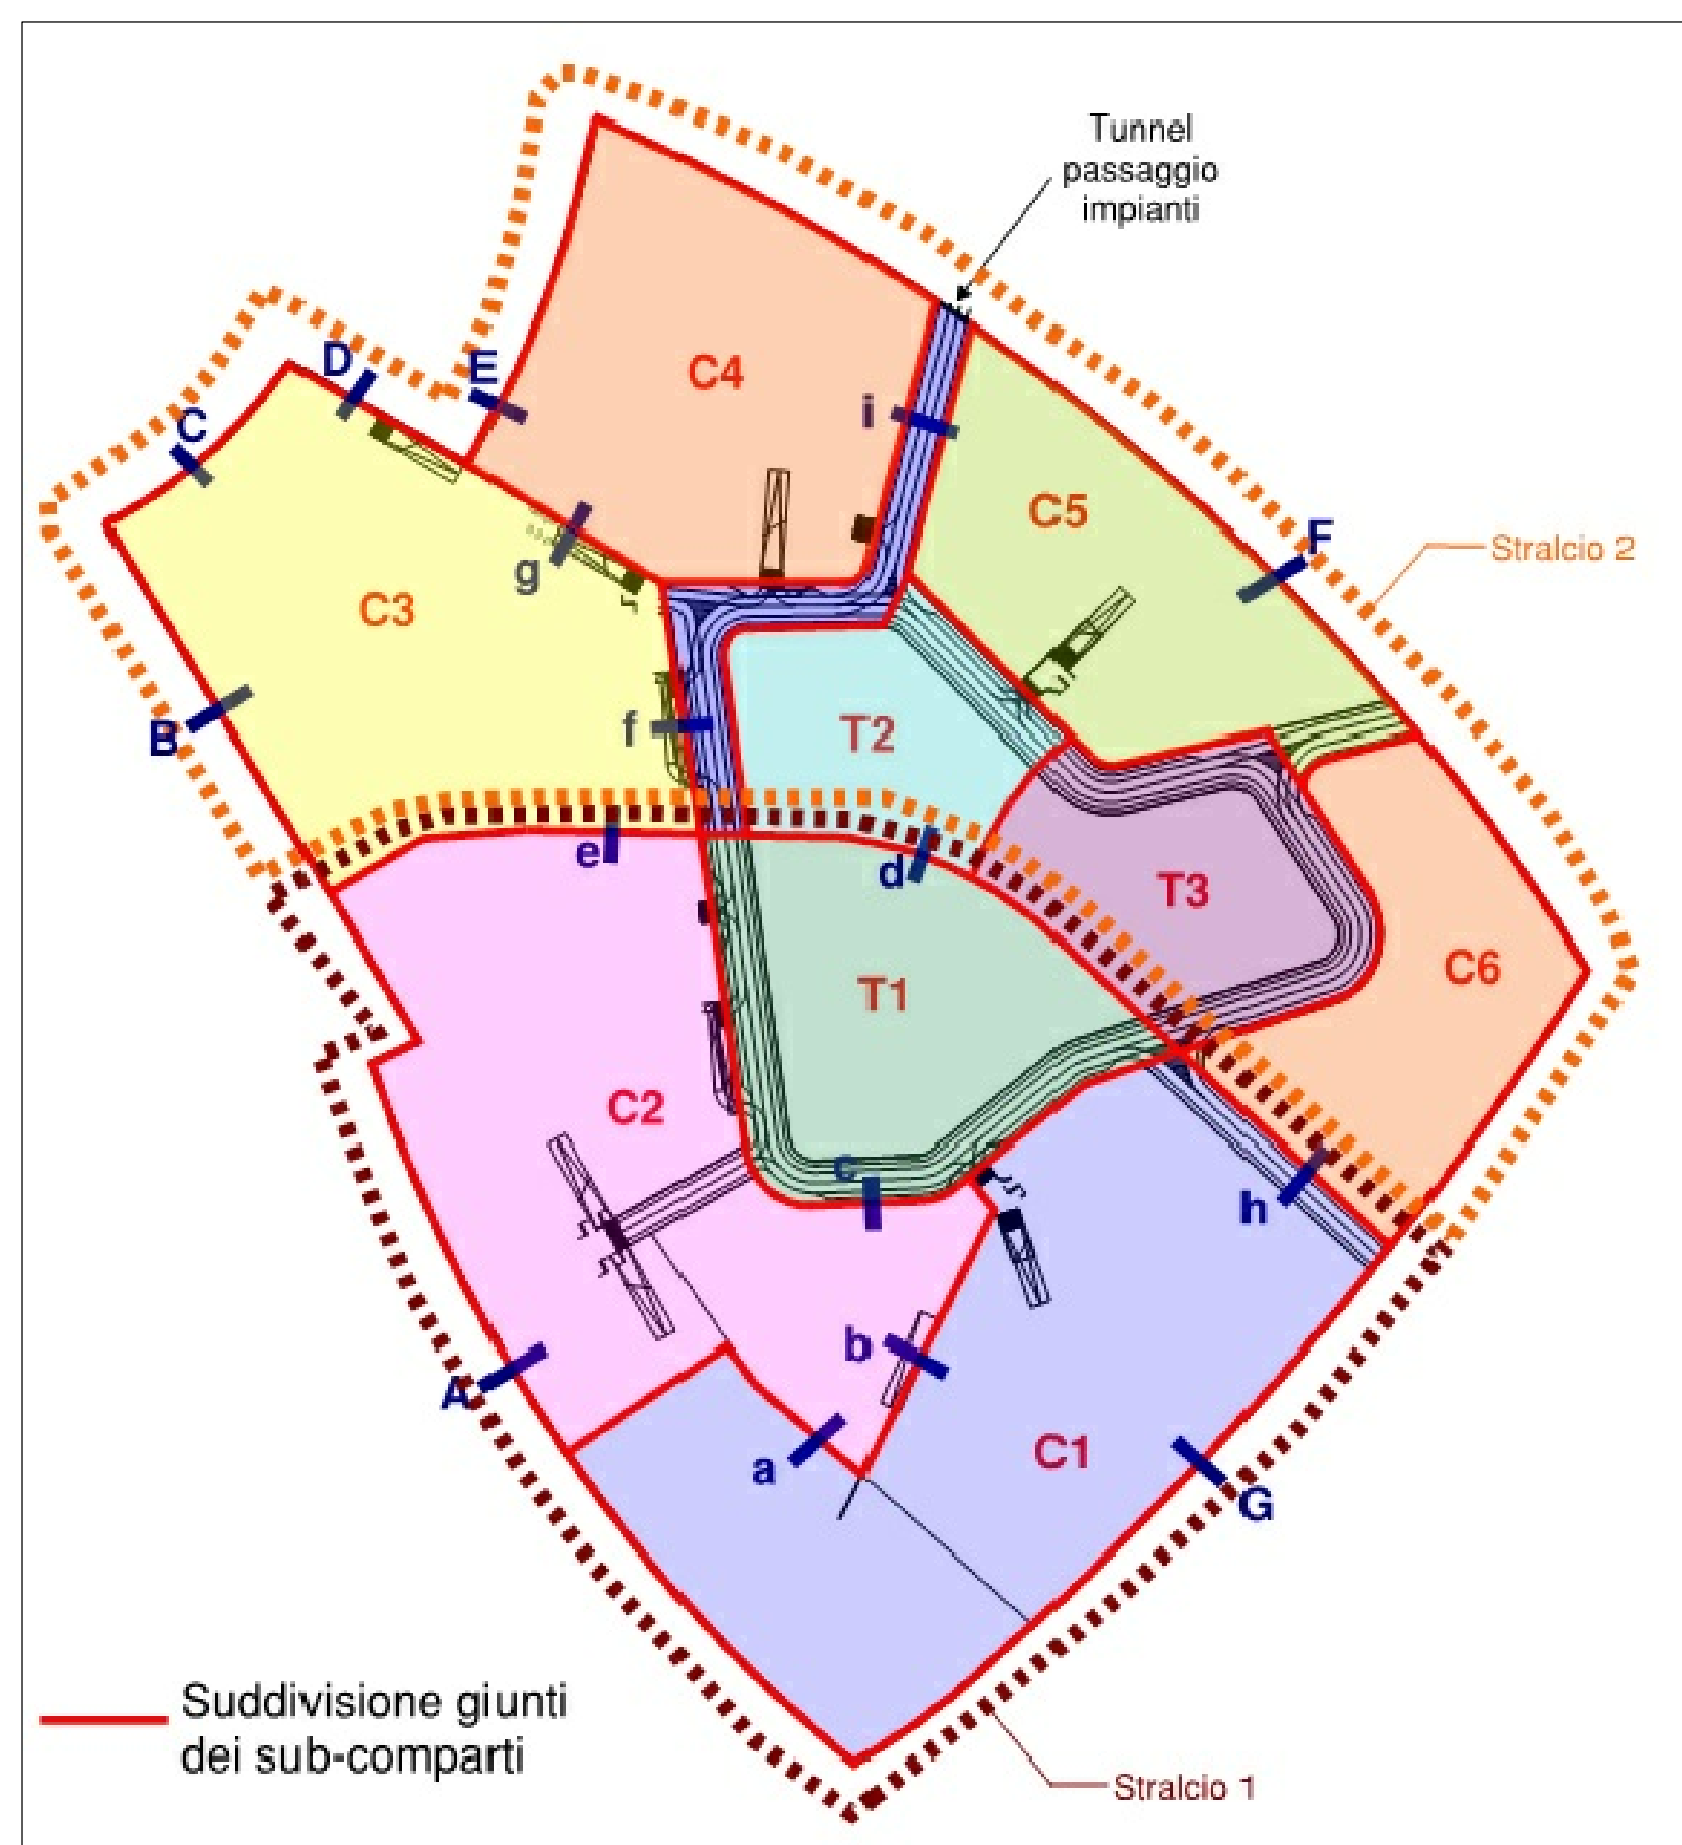 Tunnel
passaggio
impianti
C4
D
E
C
i
C5
F
Stralcio 2
g
C3
B
f
T2
e
d
T3
C6
T1
C2
c
h
b
A
a
C1
G
Suddivisione giunti
dei sub-comparti
Stralcio 1